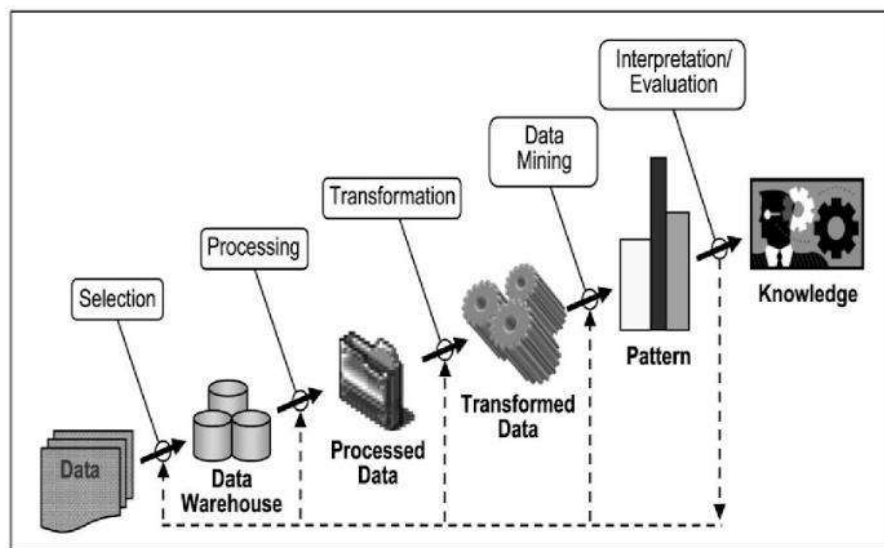 Interpretation/
Evaluation
Data
Mining
Transformation
Processing
Selection
Knowledge
Pattern
Transformed
Data
Processed
Data
Data
Warehouse
Data